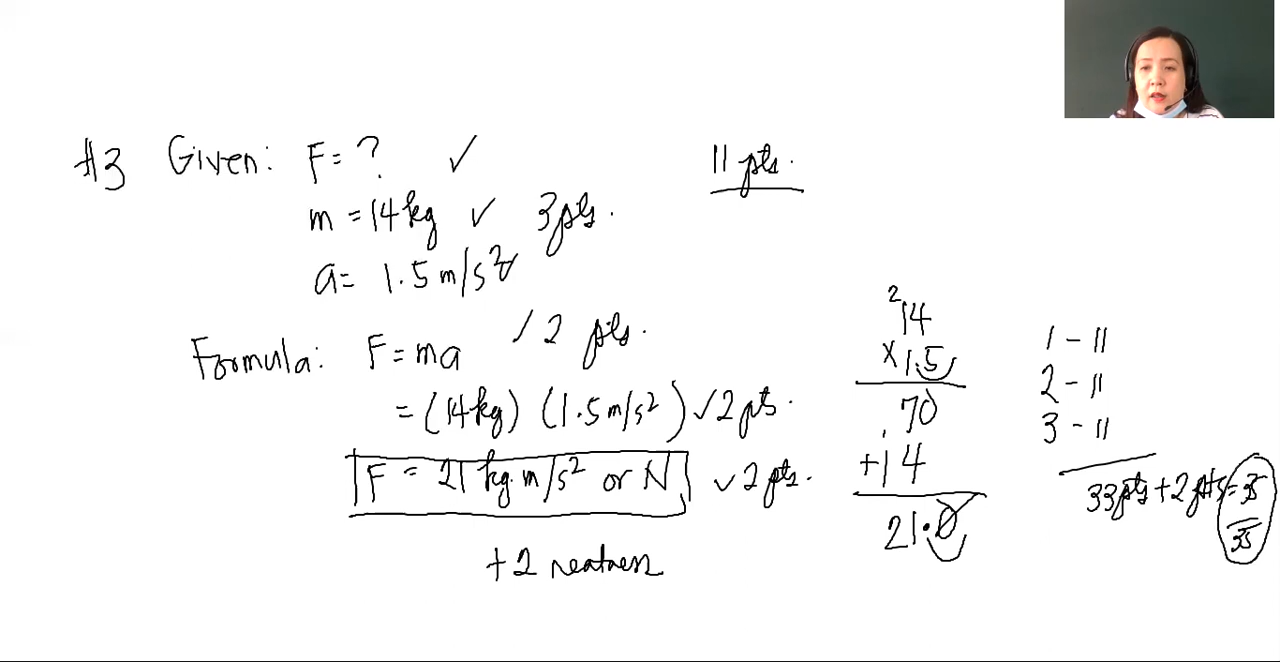 #3 Given: F = ? ✓ 11 pts.
m = 14 kg ✓ 3 pts.
a = 1.5 m/s² ✓
Formula: F = ma ✓ 2 pts.
= (14 kg) (1.5 m/s²) ✓ 2 pts.
F = 21 kg·m/s² or N ✓ 2 pts.
+2 neatness
2
14
x 1.5
70
+14
21.0
1 - 11
2 - 11
3 - 11
33 pts + 2 pts = 35
35